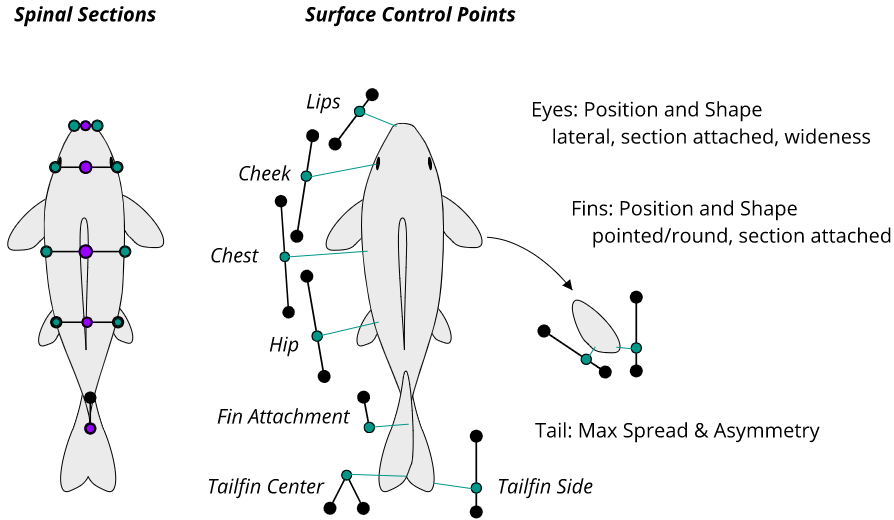 Spinal Sections
Surface Control Points
Lips
Cheek
Chest
Hip
Fin Attachment
Tailfin Center
Tailfin Side
Eyes: Position and Shape
lateral, section attached, wideness
Fins: Position and Shape
pointed/round, section attached
Tail: Max Spread & Asymmetry